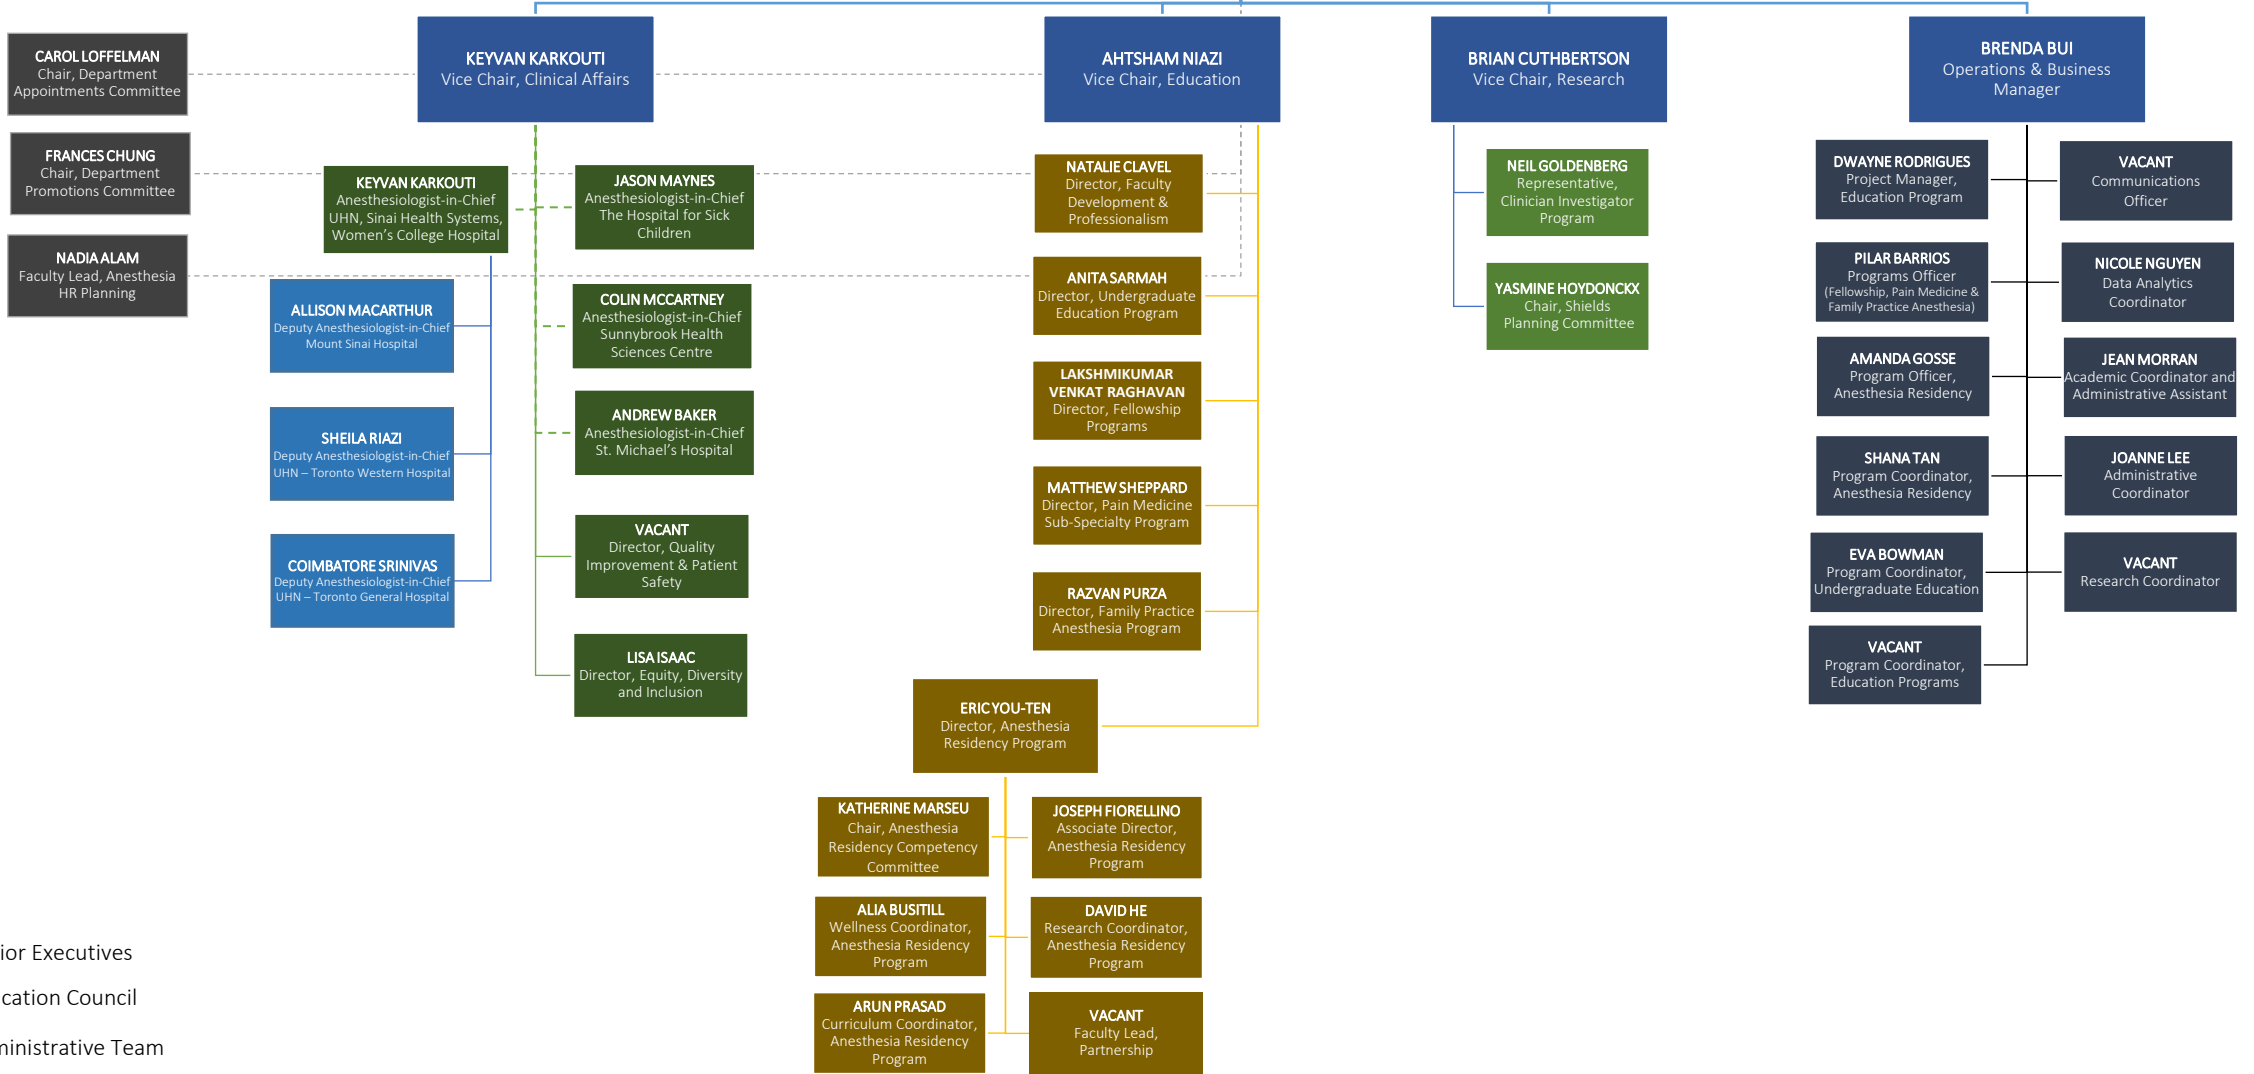 CAROL LOFFELMAN
Chair, Department
Appointments Committee
FRANCES CHUNG
Chair, Department
Promotions Committee
NADIA ALAM
Faculty Lead, Anesthesia
HR Planning
KEYVAN KARKOUTI
Vice Chair, Clinical Affairs
KEYVAN KARKOUTI
Anesthesiologist-in-Chief
UHN, Sinai Health Systems,
Women's College Hospital
ALLISON MACARTHUR
Deputy Anesthesiologist-in-Chief
Mount Sinai Hospital
SHEILA RIAZI
Deputy Anesthesiologist-in-Chief
UHN – Toronto Western Hospital
COIMBATORE SRINIVAS
Deputy Anesthesiologist-in-Chief
UHN – Toronto General Hospital
JASON MAYNES
Anesthesiologist-in-Chief
The Hospital for Sick
Children
COLIN MCCARTNEY
Anesthesiologist-in-Chief
Sunnybrook Health
Sciences Centre
ANDREW BAKER
Anesthesiologist-in-Chief
St. Michael's Hospital
VACANT
Director, Quality
Improvement & Patient
Safety
LISA ISAAC
Director, Equity, Diversity
and Inclusion
AHTSHAM NIAZI
Vice Chair, Education
NATALIE CLAVEL
Director, Faculty
Development &
Professionalism
ANITA SARMAH
Director, Undergraduate
Education Program
LAKSHMIKUMAR
VENKAT RAGHAVAN
Director, Fellowship
Programs
MATTHEW SHEPPARD
Director, Pain Medicine
Sub-Specialty Program
RAZVAN PURZA
Director, Family Practice
Anesthesia Program
ERIC YOU-TEN
Director, Anesthesia
Residency Program
KATHERINE MARSEU
Chair, Anesthesia
Residency Competency
Committee
JOSEPH FIORELLINO
Associate Director,
Anesthesia Residency
Program
ALIA BUSITILL
Wellness Coordinator,
Anesthesia Residency
Program
DAVID HE
Research Coordinator,
Anesthesia Residency
Program
ARUN PRASAD
Curriculum Coordinator,
Anesthesia Residency
Program
VACANT
Faculty Lead,
Partnership
BRIAN CUTHBERTSON
Vice Chair, Research
NEIL GOLDENBERG
Representative,
Clinician Investigator
Program
YASMINE HOYDONCKX
Chair, Shields
Planning Committee
BRENDA BUI
Operations & Business
Manager
DWAYNE RODRIGUES
Project Manager,
Education Program
VACANT
Communications
Officer
PILAR BARRIOS
Programs Officer
(Fellowship, Pain Medicine &
Family Practice Anesthesia)
NICOLE NGUYEN
Data Analytics
Coordinator
AMANDA GOSSE
Program Officer,
Anesthesia Residency
JEAN MORRAN
Academic Coordinator and
Administrative Assistant
SHANA TAN
Program Coordinator,
Anesthesia Residency
JOANNE LEE
Administrative
Coordinator
EVA BOWMAN
Program Coordinator,
Undergraduate Education
VACANT
Research Coordinator
VACANT
Program Coordinator,
Education Programs
ior Executives
cation Council
ministrative Team